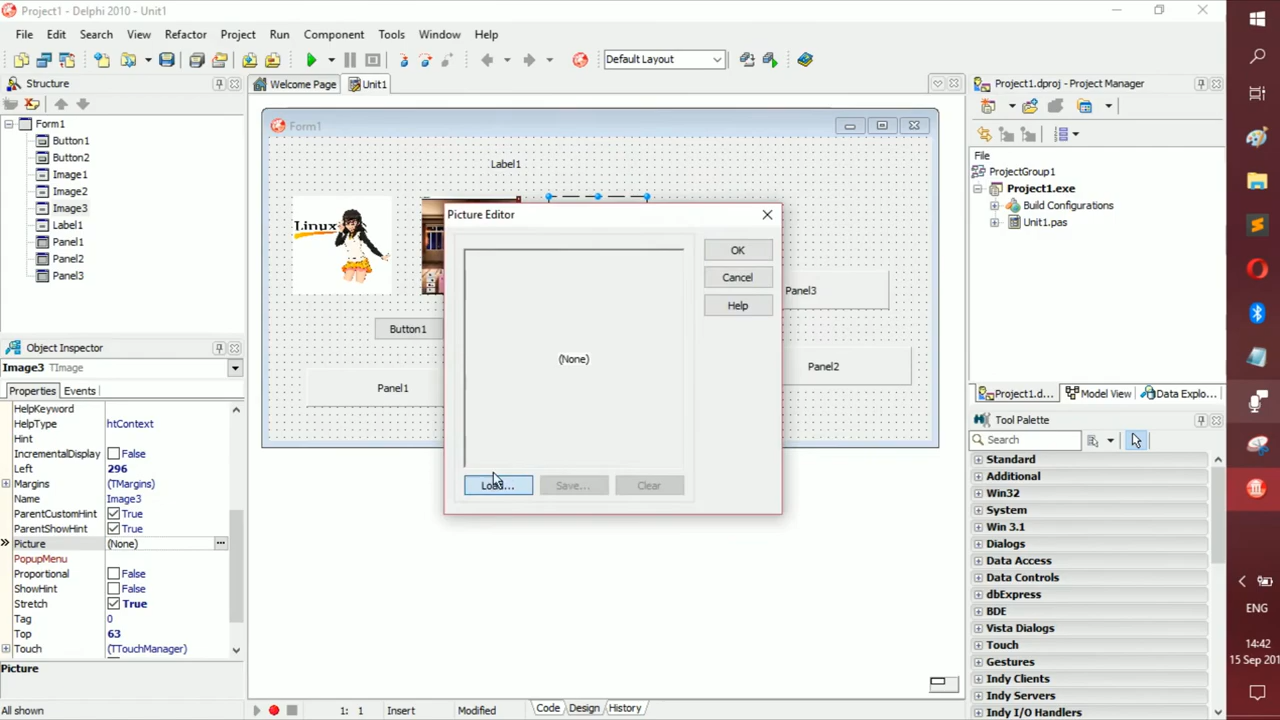 Project1 - Delphi 2010 - Unit1
File Edit Search View Refactor Project Run Component Tools Window Help
Default Layout
Structure
Form1
Button1
Button2
Image1
Image2
Image3
Label1
Panel1
Panel2
Panel3
Object Inspector
Image3 TImage
Properties Events
HelpKeyword
HelpType htContext
Hint
IncrementalDisplay False
Left 296
Margins (TMargins)
Name Image3
ParentCustomHint True
ParentShowHint True
Picture (None) ...
PopupMenu
Proportional False
ShowHint False
Stretch True
Tag 0
Top 63
Touch (TTouchManager)
Picture
All shown
Welcome Page Unit1
Form1
Label1
Linux
Button1
Panel1
Panel3
Panel2
Picture Editor
(None)
OK
Cancel
Help
Load... Save... Clear
1: 1 Insert Modified Code Design History
Project1.dproj - Project Manager
File
ProjectGroup1
Project1.exe
Build Configurations
Unit1.pas
Project1.d... Model View Data Explo...
Tool Palette
Search
Standard
Additional
Win32
System
Win 3.1
Dialogs
Data Access
Data Controls
dbExpress
BDE
Vista Dialogs
Touch
Gestures
Indy Clients
Indy Servers
Indy I/O Handlers
ENG
14:42
15 Sep 201